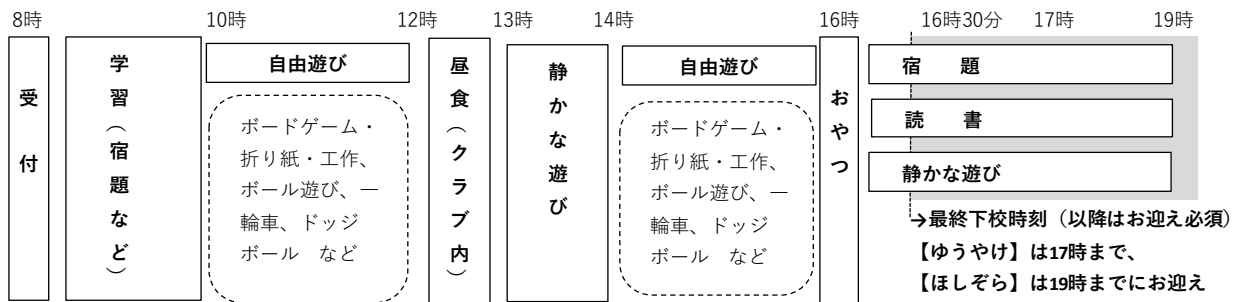 8時 10時 12時 13時 14時 16時 16時30分 17時 19時
受付
学習（宿題など）
自由遊び
ボードゲーム・
折り紙・工作、
ボール遊び、一
輪車、ドッジ
ボール など
昼食（クラブ内）
静かな遊び
自由遊び
ボードゲーム・
折り紙・工作、
ボール遊び、一
輪車、ドッジ
ボール など
おやつ
宿 題
読 書
静かな遊び
→最終下校時刻（以降はお迎え必須）
【ゆうやけ】は17時まで、
【ほしぞら】は19時までにお迎え